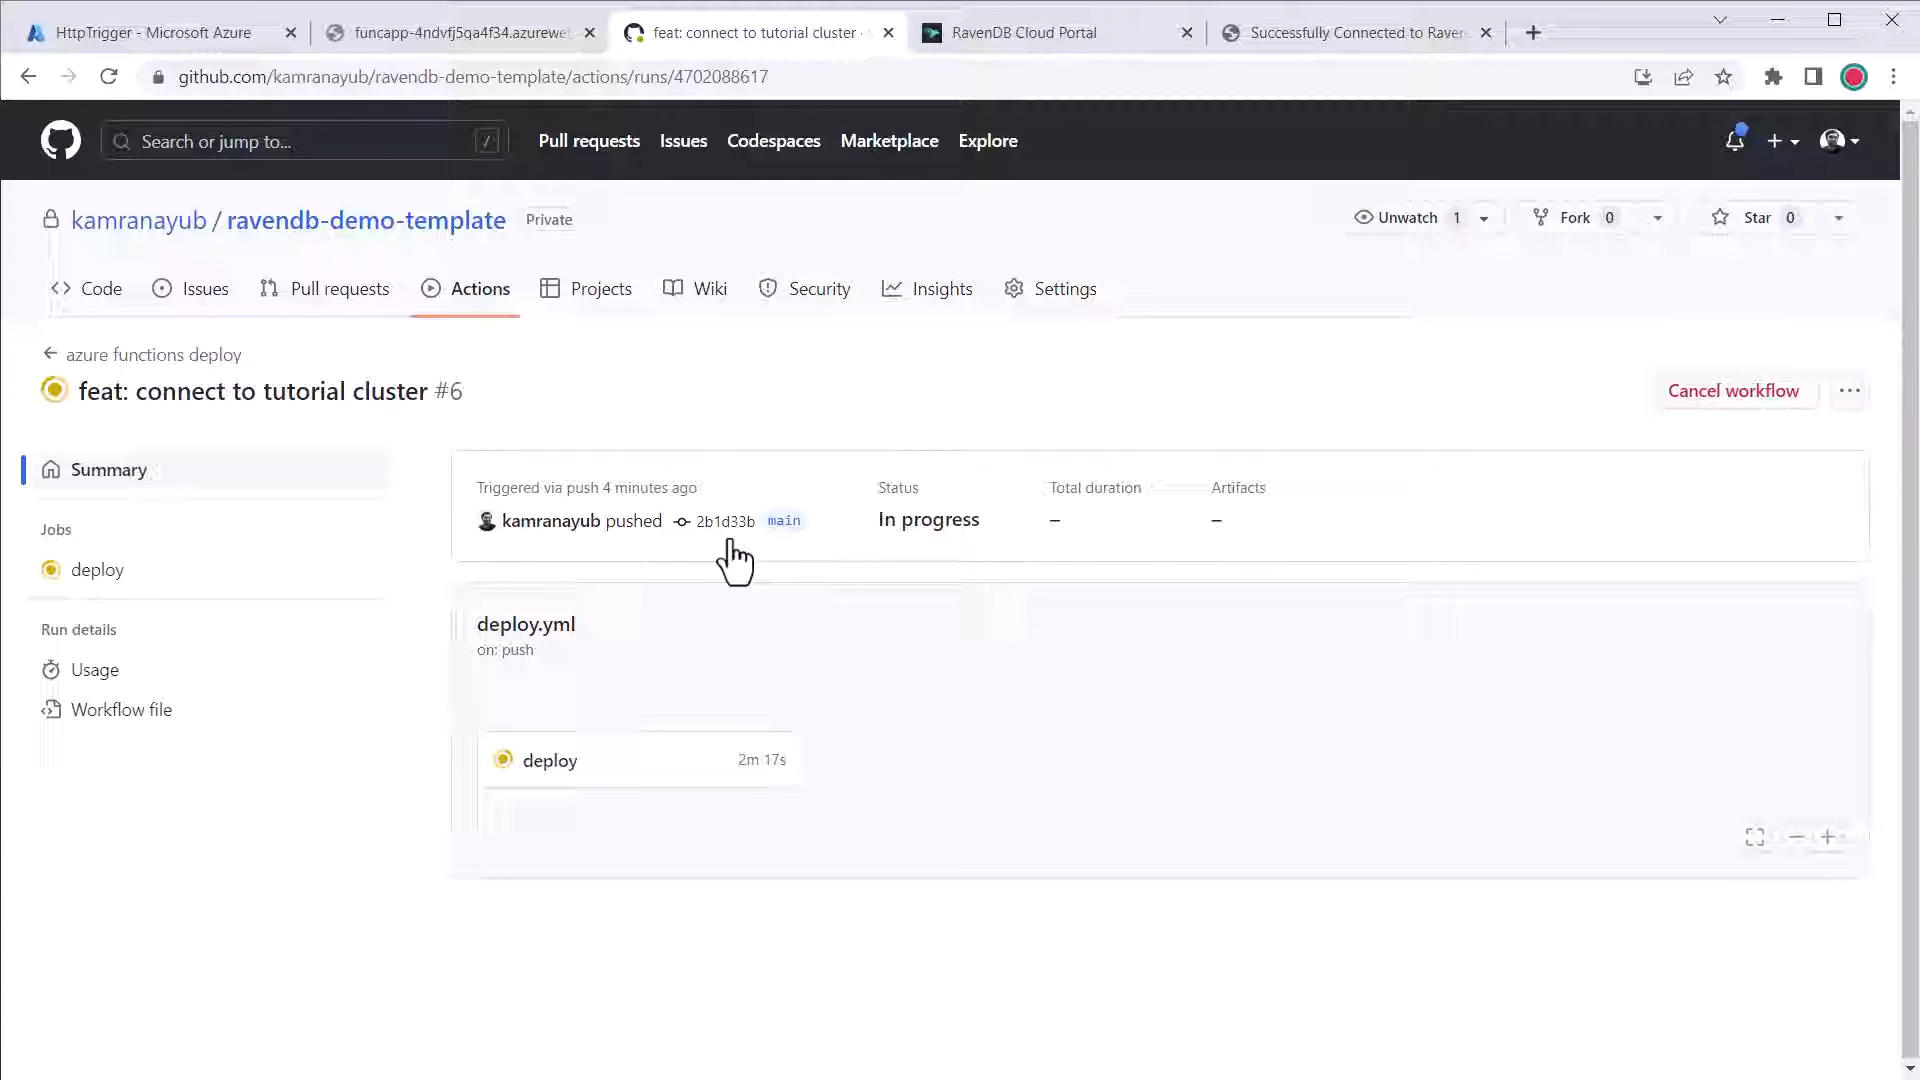 HttpTrigger - Microsoft Azure
funcapp-4ndvfj5qa4f34.azurewe
feat: connect to tutorial cluster ·
RavenDB Cloud Portal
Successfully Connected to Raven
github.com/kamranayub/ravendb-demo-template/actions/runs/4702088617
Search or jump to...
/
Pull requests
Issues
Codespaces
Marketplace
Explore
kamranayub / ravendb-demo-template
Private
Unwatch 1
Fork 0
Star 0
Code
Issues
Pull requests
Actions
Projects
Wiki
Security
Insights
Settings
azure functions deploy
feat: connect to tutorial cluster #6
Cancel workflow
Summary
Jobs
deploy
Run details
Usage
Workflow file
Triggered via push 4 minutes ago
kamranayub pushed 2b1d33b main
Status
In progress
Total duration
–
Artifacts
–
deploy.yml
on: push
deploy
2m 17s